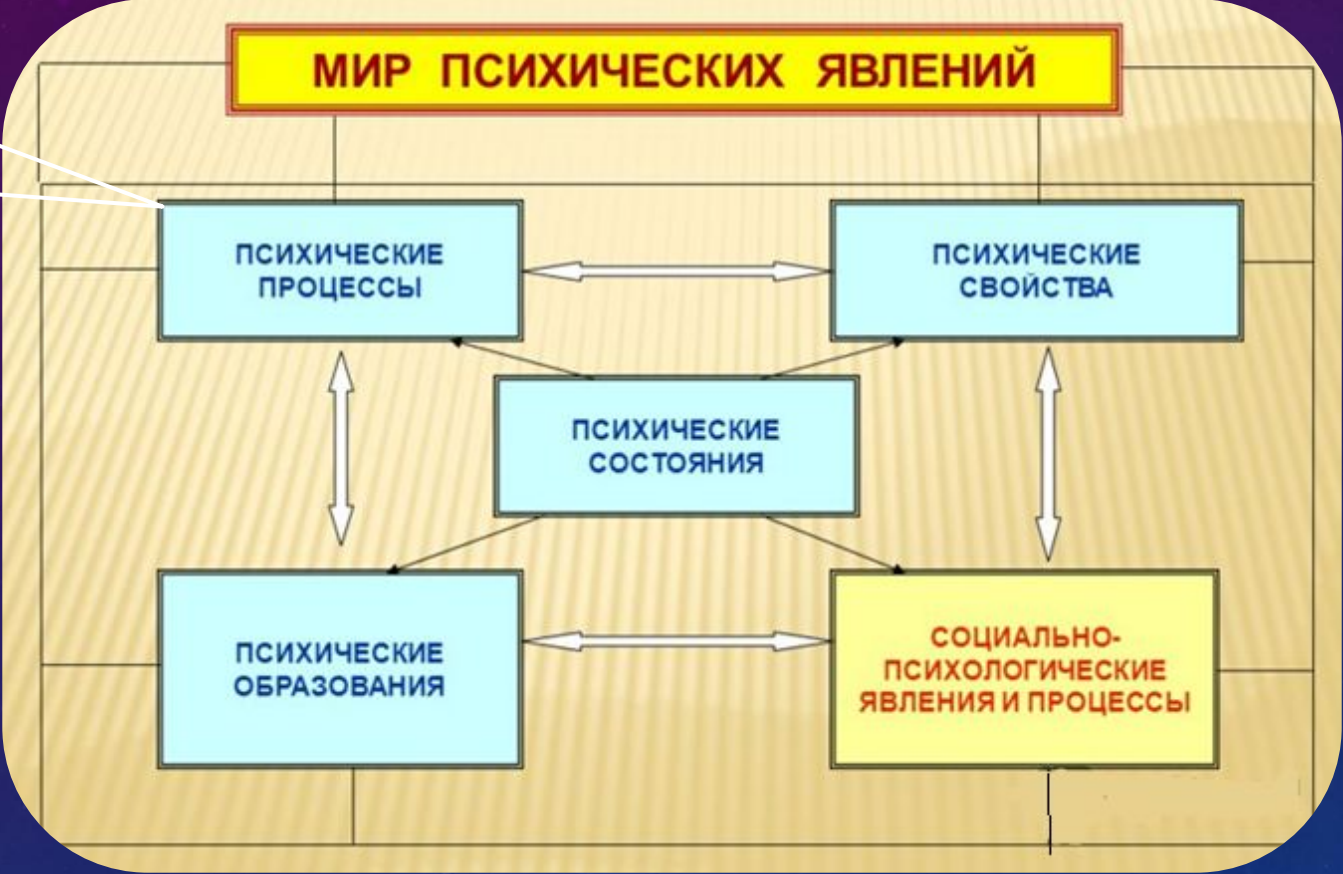 МИР ПСИХИЧЕСКИХ ЯВЛЕНИЙ
ПСИХИЧЕСКИЕ
ПРОЦЕССЫ
ПСИХИЧЕСКИЕ
СВОЙСТВА
ПСИХИЧЕСКИЕ
СОСТОЯНИЯ
ПСИХИЧЕСКИЕ
ОБРАЗОВАНИЯ
СОЦИАЛЬНО-
ПСИХОЛОГИЧЕСКИЕ
ЯВЛЕНИЯ И ПРОЦЕССЫ